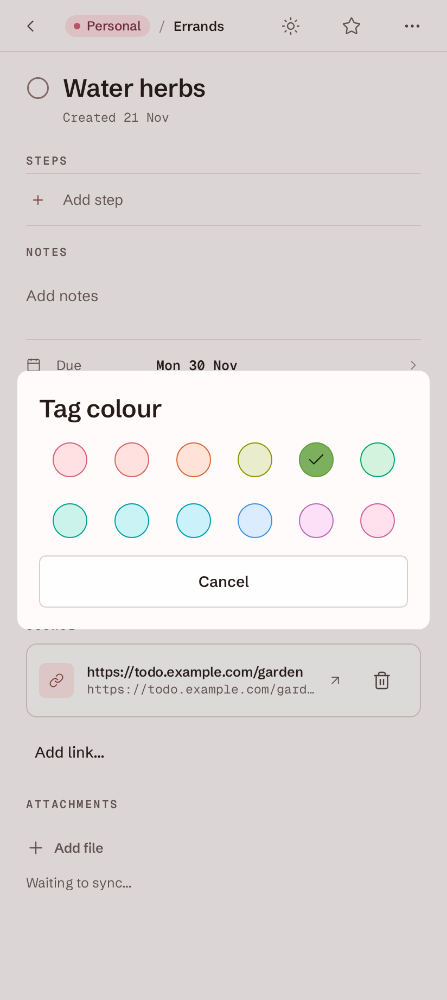 Personal / Errands
Water herbs
Created 21 Nov
STEPS
Add step
NOTES
Add notes
Due Mon 30 Nov
Tag colour
Cancel
https://todo.example.com/garden
https://todo.example.com/gard…
Add link…
ATTACHMENTS
Add file
Waiting to sync…